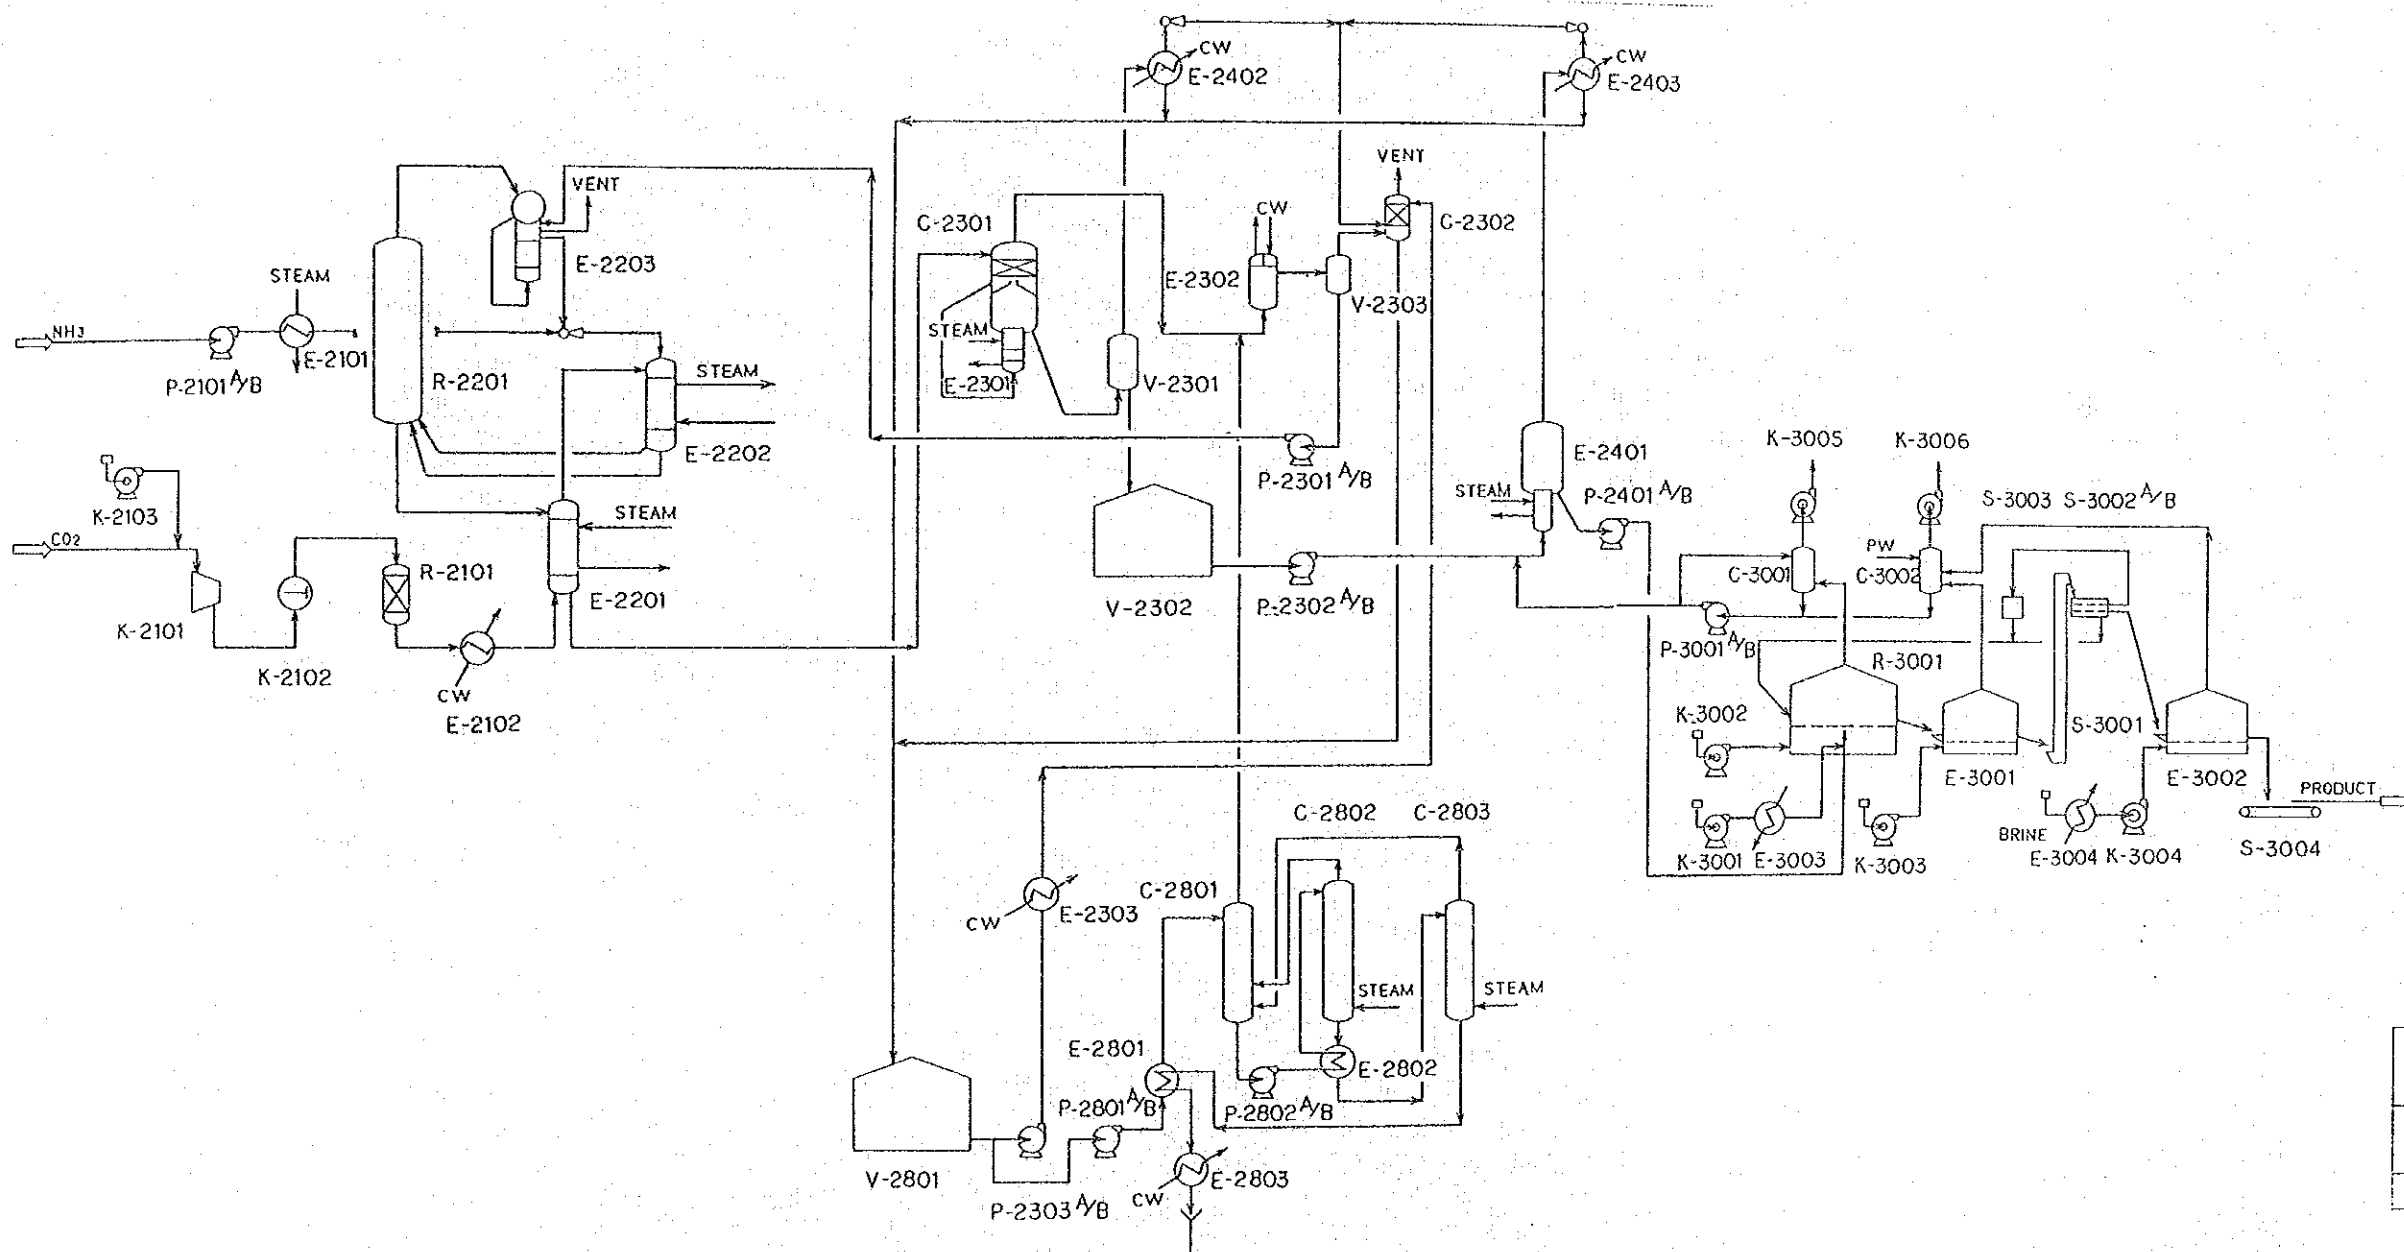 CW
E-2402
CW
E-2403
VENT
VENT
C-2301
CW
C-2302
E-2203
STEAM
E-2302
V-2303
NH3
STEAM
E-2101
P-2101 A/B
R-2201
STEAM
E-2301
V-2301
E-2202
K-3005
K-3006
E-2401
P-2301 A/B
STEAM
P-2401 A/B
S-3003 S-3002 A/B
K-2103
STEAM
CO2
PW
R-2101
C-3001
C-3002
E-2201
V-2302
P-2302 A/B
K-2101
P-3001 A/B
R-3001
K-2102
CW
E-2102
K-3002
S-3001
E-3001
E-3002
PRODUCT
C-2802
C-2803
BRINE
K-3001
E-3003
K-3003
E-3004
K-3004
S-3004
C-2801
CW
E-2303
STEAM
STEAM
E-2801
E-2802
P-2801 A/B
P-2802 A/B
V-2801
E-2803
CW
P-2303 A/B